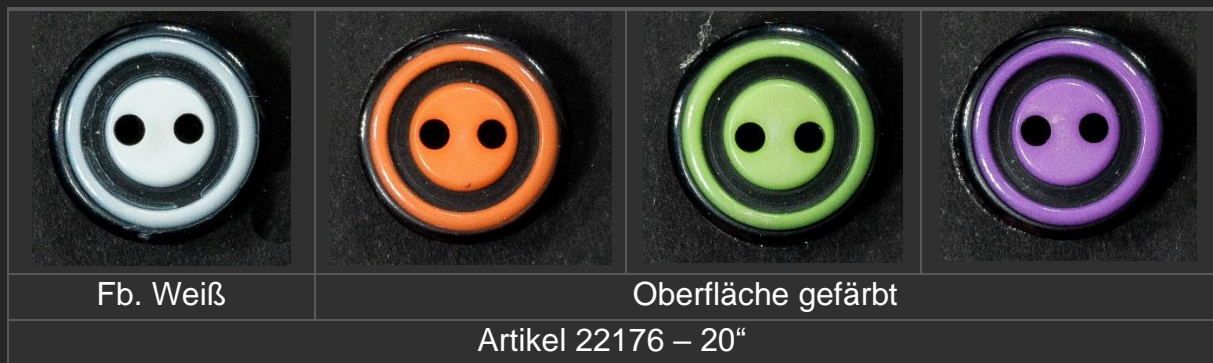 Fb. Weiß
Oberfläche gefärbt
Artikel 22176 – 20“